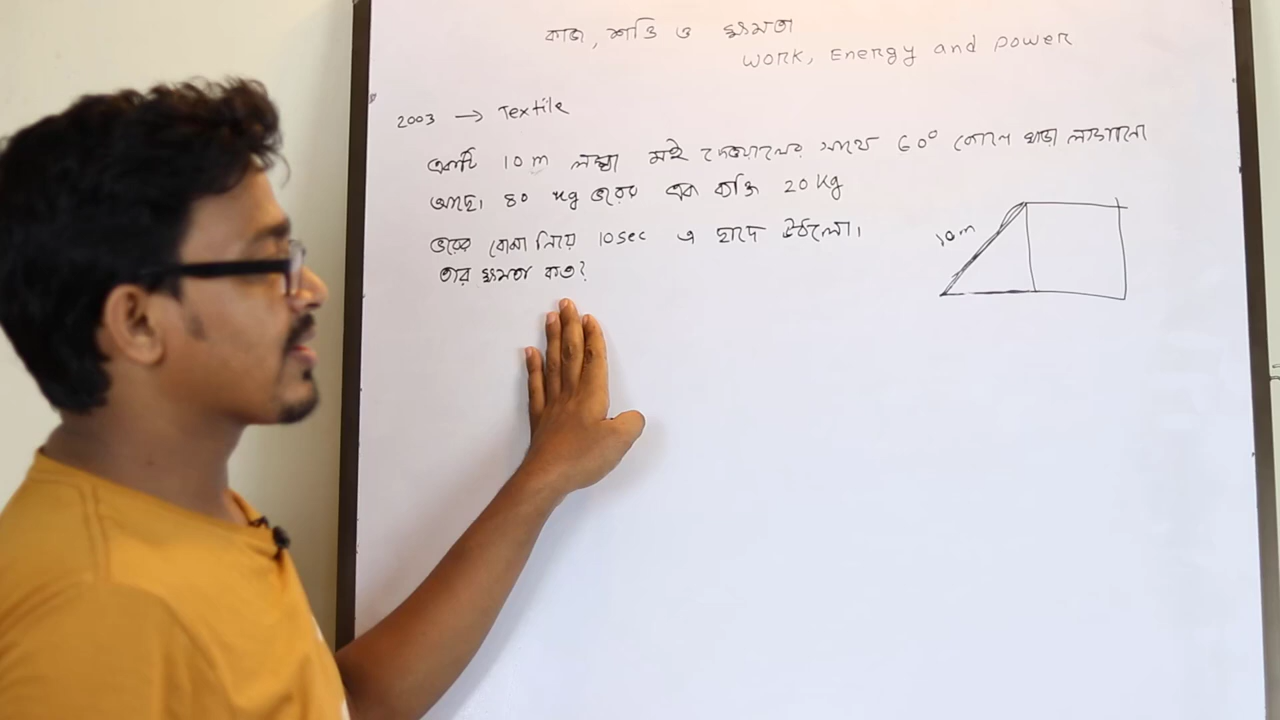 কাজ, শক্তি ও ক্ষমতা
Work, Energy and Power
2003 → Textile
একটি 10 m লম্বা মই দেওয়ালের সাথে 60° কোনে খাড়া লাগানো
আছে। 80 kg ভরের এক ব্যক্তি 20 kg
ভরের বোঝা নিয়ে 10sec এ ছাদে উঠলো।
তার ক্ষমতা কত?
10m